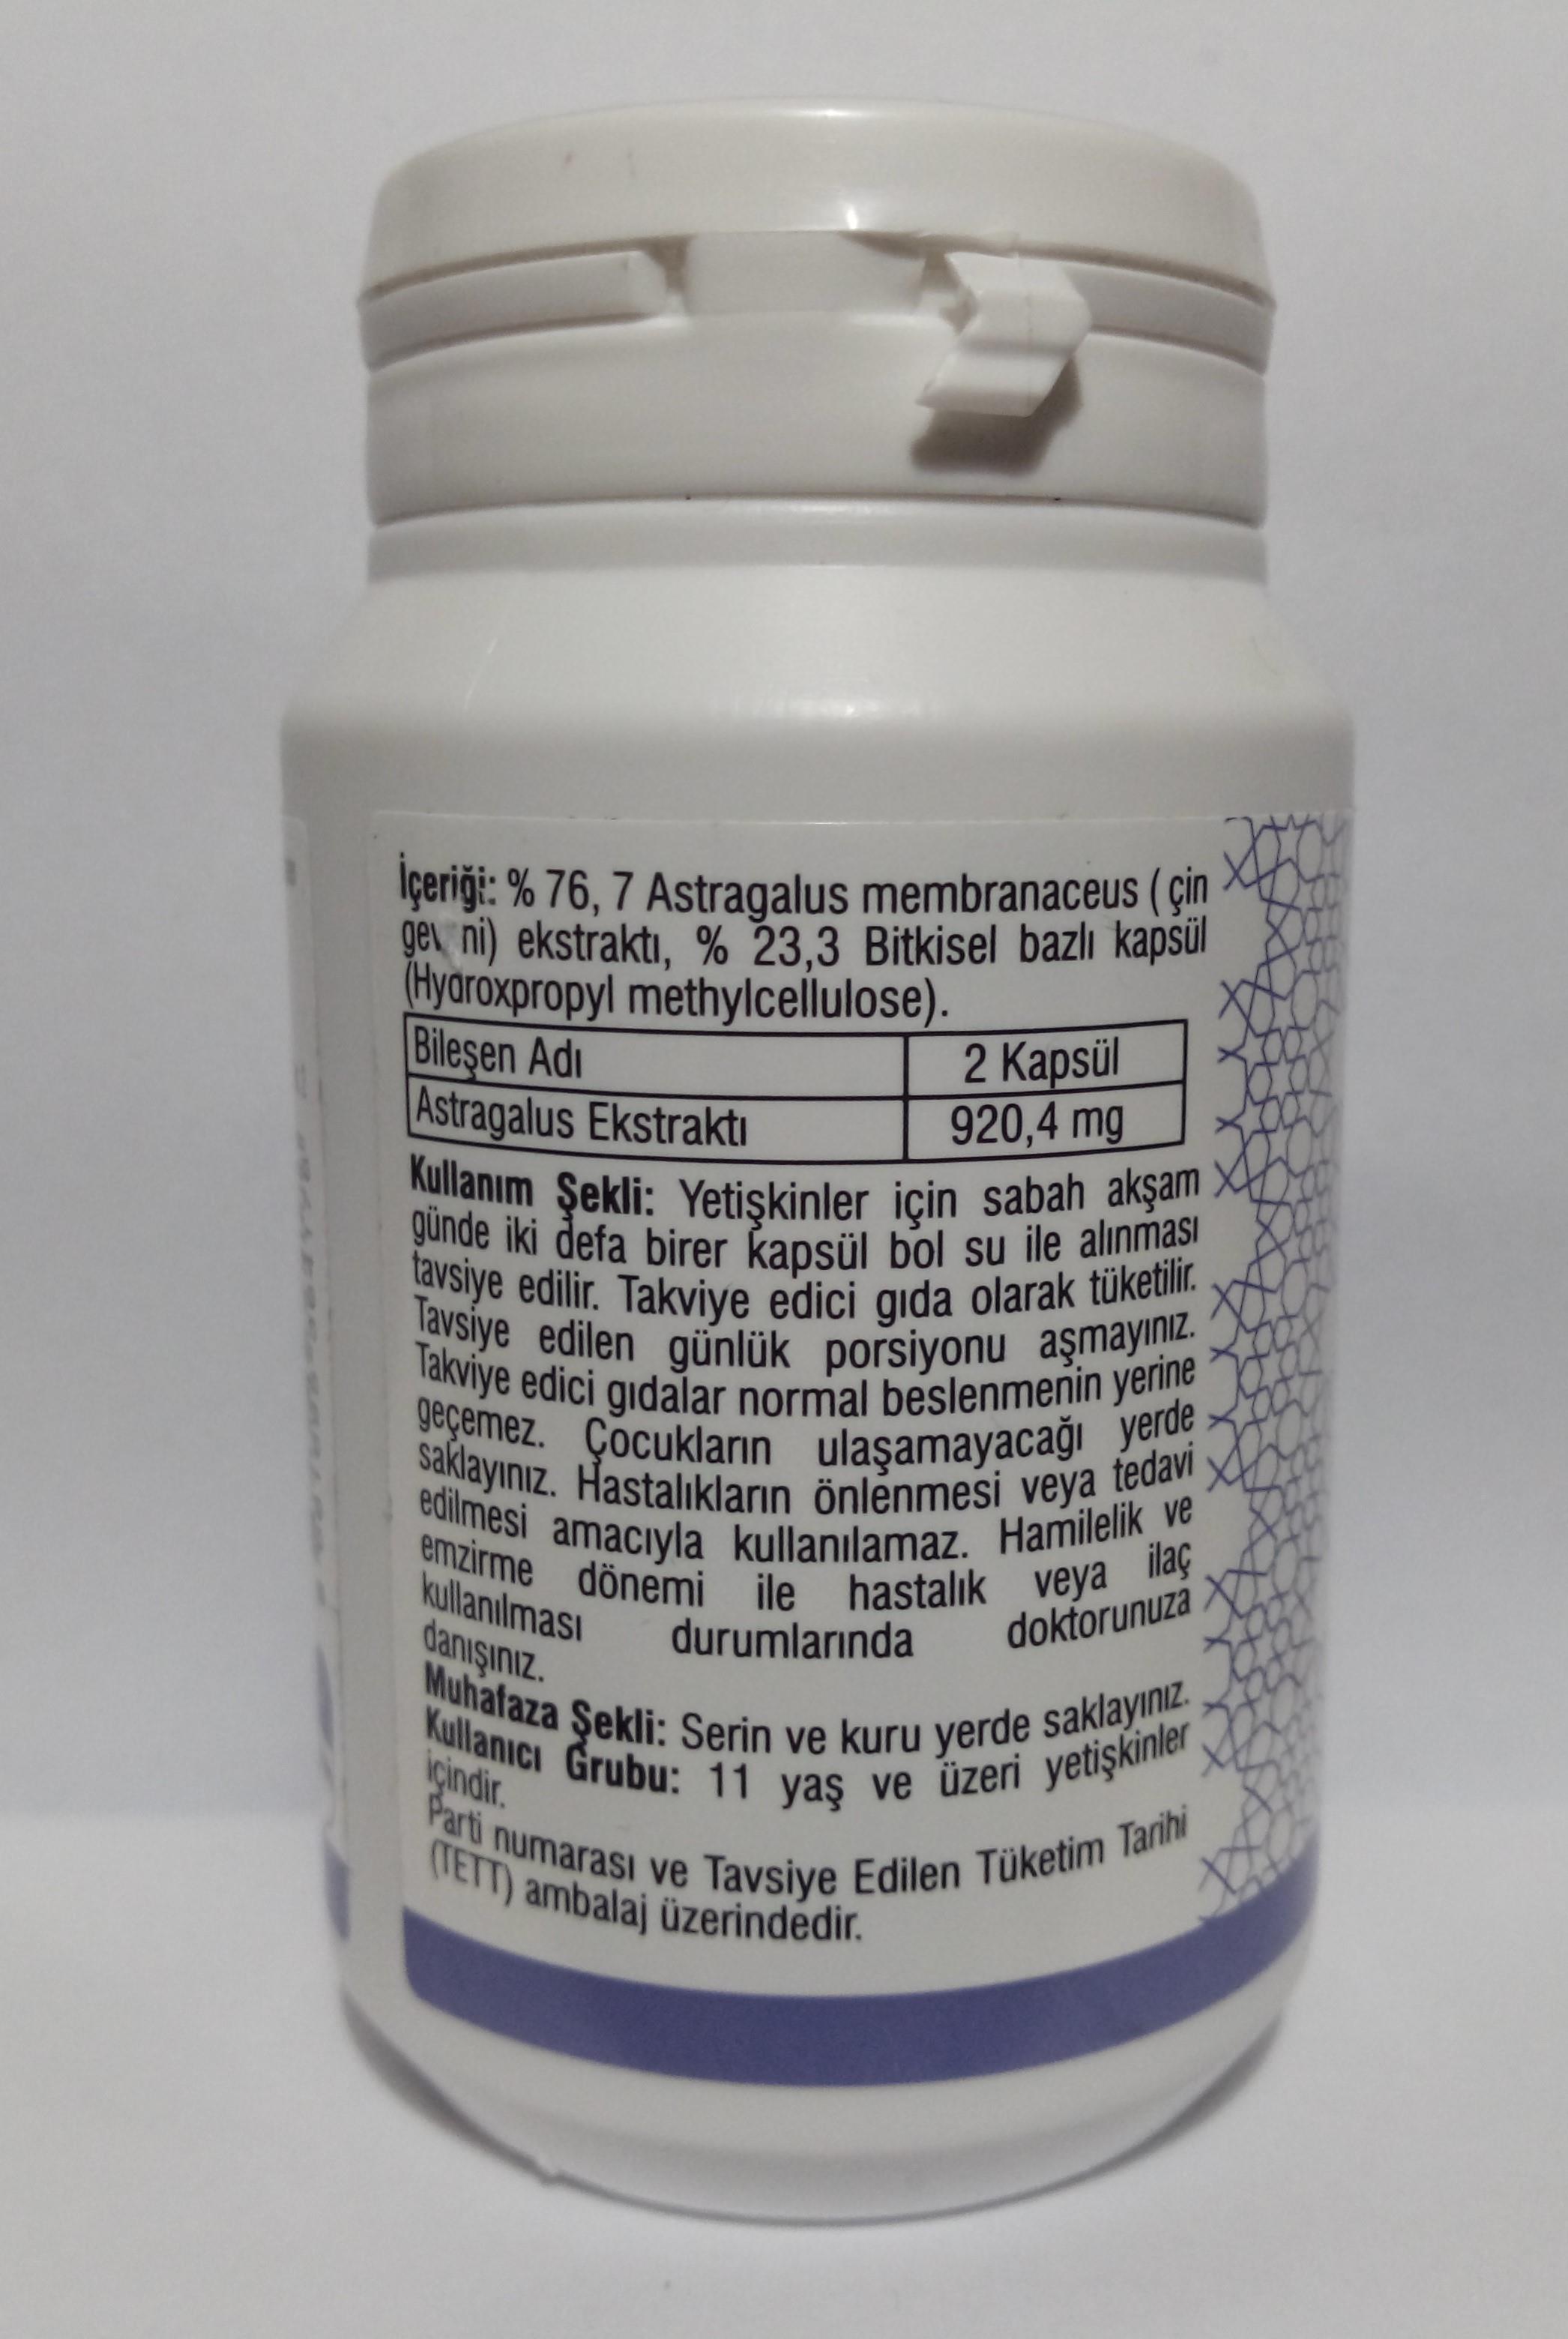 İçeriği: % 76, 7 Astragalus membranaceus ( çin
ni) ekstraktı, % 23,3 Bitkisel bazlı kapsül
(Hydroxpropyl methylcellulose).
Bileşen Adı 2 Kapsül
Astragalus Ekstraktı 920,4 mg
Kullanım Şekli: Yetişkinler için sabah akşam
günde iki defa birer kapsül bol su ile alınması
tavsiye edilir. Takviye edici gıda olarak tüketilir.
Tavsiye edilen günlük porsiyonu aşmayınız.
Takviye edici gıdalar normal beslenmenin yerine
geçemez. Çocukların ulaşamayacağı yerde
saklayınız. Hastalıkların önlenmesi veya tedavi
edilmesi amacıyla kullanılamaz. Hamilelik ve
emzirme dönemi ile hastalık veya ilaç
kullanılması durumlarında doktorunuza
danışınız.
Muhafaza Şekli: Serin ve kuru yerde saklayınız.
Kullanıcı Grubu: 11 yaş ve üzeri yetişkinler
içindir.
Parti numarası ve Tavsiye Edilen Tüketim Tarihi
(TETT) ambalaj üzerindedir.